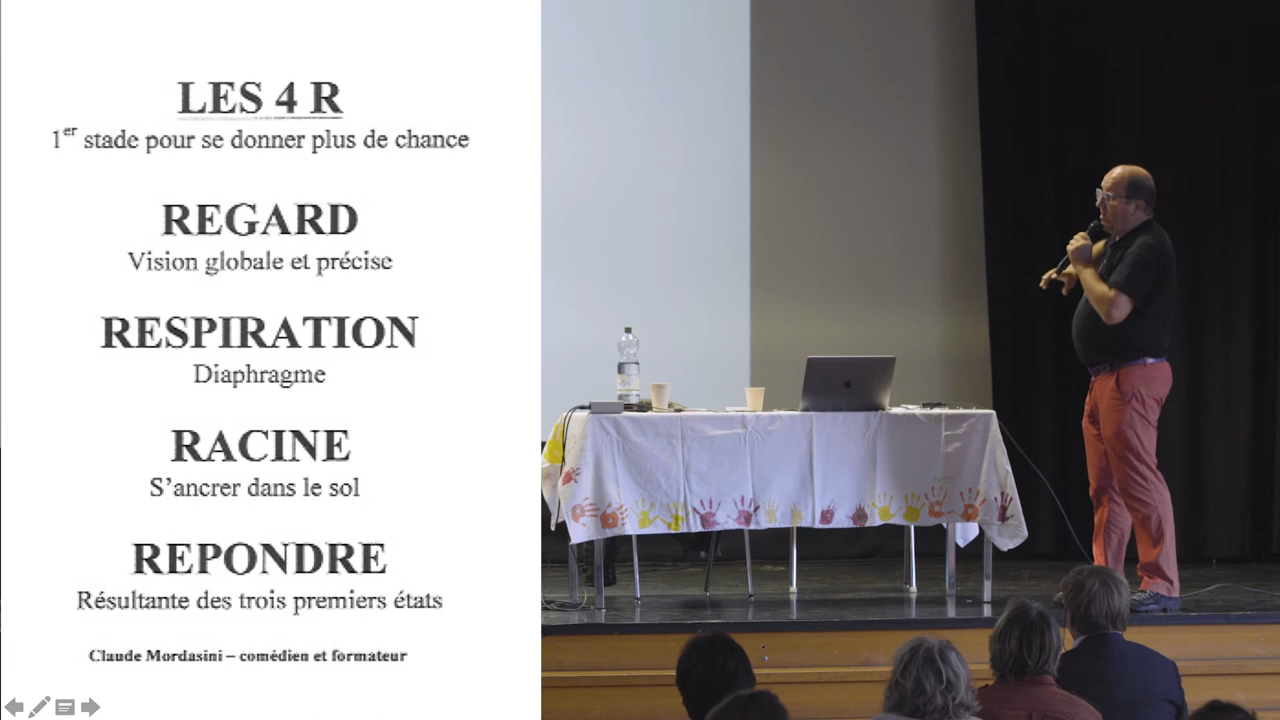 LES 4 R
1er stade pour se donner plus de chance
REGARD
Vision globale et précise
RESPIRATION
Diaphragme
RACINE
S'ancrer dans le sol
REPONDRE
Résultante des trois premiers états
Claude Mordasini – comédien et formateur